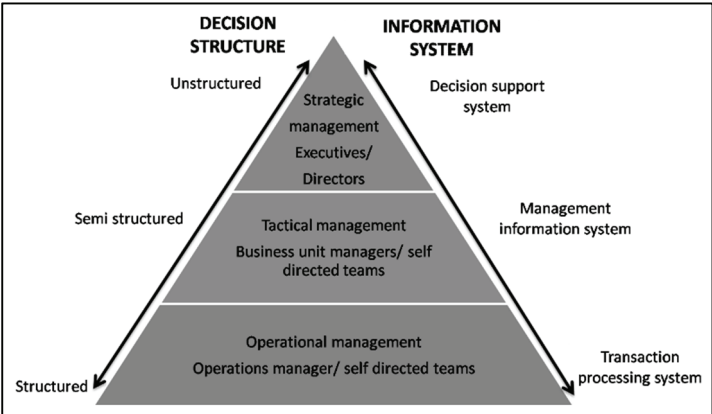 DECISION
STRUCTURE
INFORMATION
SYSTEM
Unstructured
Decision support
system
Strategic
management
Executives/
Directors
Semi structured
Tactical management
Business unit managers/ self
directed teams
Management
information system
Operational management
Operations manager/ self directed teams
Structured
Transaction
processing system